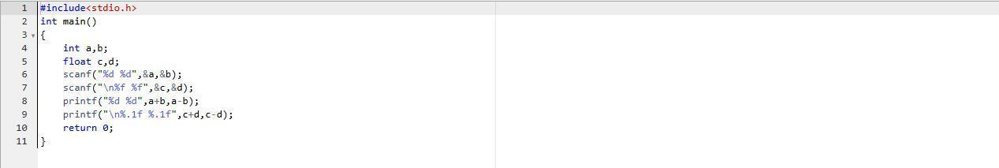 1 #include<stdio.h>
2 int main()
3 {
4 int a,b;
5 float c,d;
6 scanf("%d %d",&a,&b);
7 scanf("\n%f %f",&c,&d);
8 printf("%d %d",a+b,a-b);
9 printf("\n%.1f %.1f",c+d,c-d);
10 return 0;
11 }